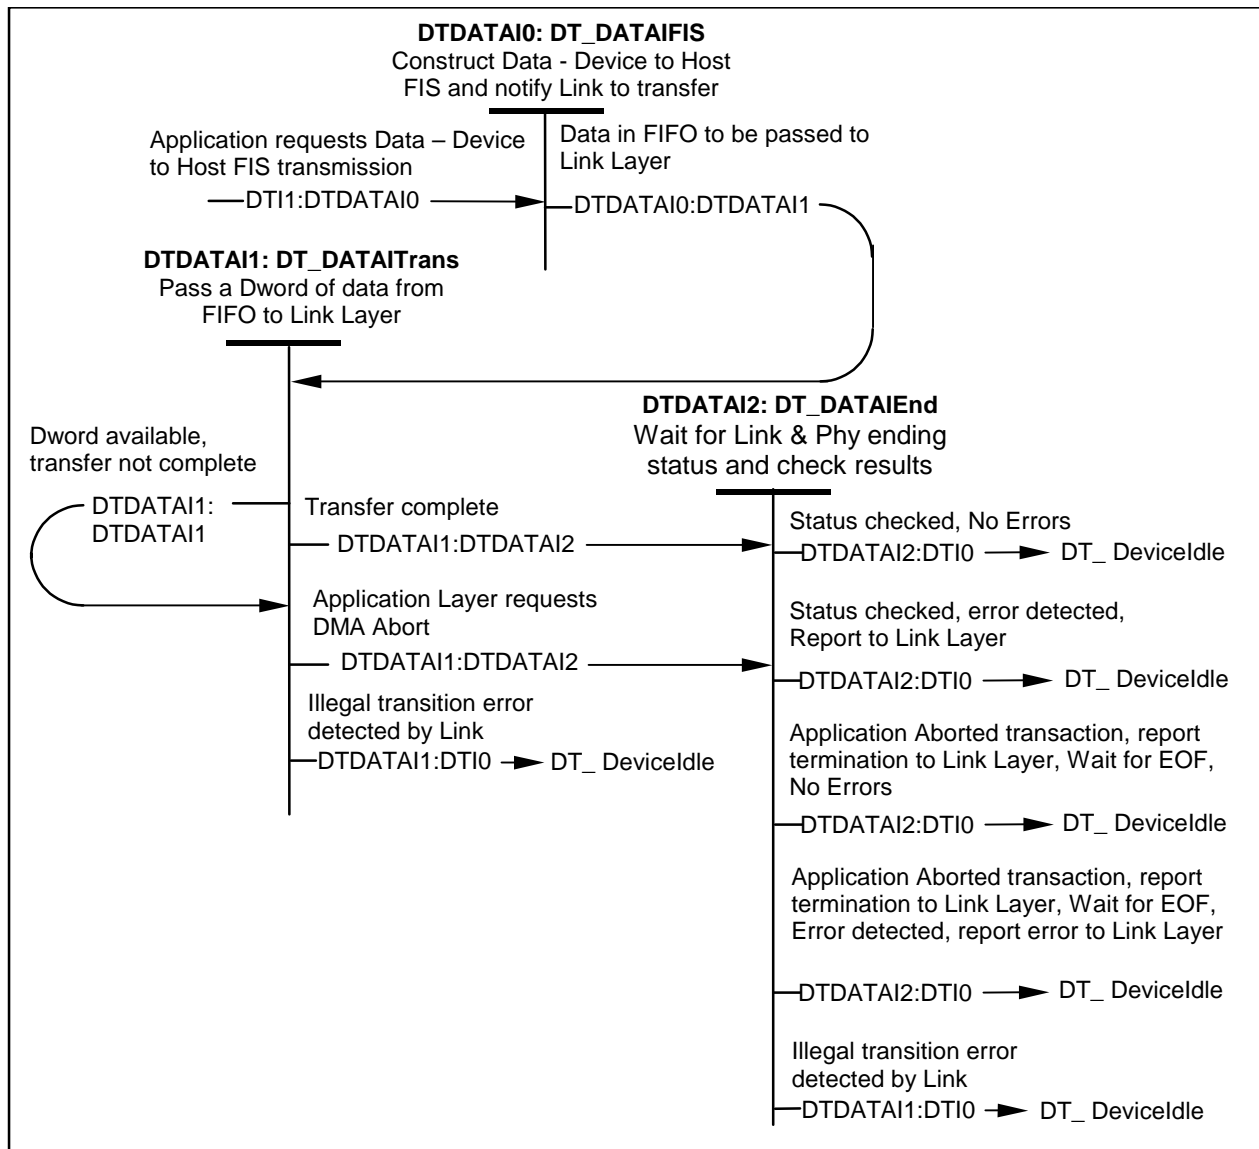 DTDATAI0: DT_DATAIFIS
Construct Data - Device to Host
FIS and notify Link to transfer
Application requests Data – Device
to Host FIS transmission
DTI1:DTDATAI0
Data in FIFO to be passed to
Link Layer
DTDATAI0:DTDATAI1
DTDATAI1: DT_DATAITrans
Pass a Dword of data from
FIFO to Link Layer
Dword available,
transfer not complete
DTDATAI1:
DTDATAI1
Transfer complete
DTDATAI1:DTDATAI2
Application Layer requests
DMA Abort
DTDATAI1:DTDATAI2
Illegal transition error
detected by Link
DTDATAI1:DTI0
DT_ DeviceIdle
DTDATAI2: DT_DATAIEnd
Wait for Link & Phy ending
status and check results
Status checked, No Errors
DTDATAI2:DTI0
DT_ DeviceIdle
Status checked, error detected,
Report to Link Layer
DTDATAI2:DTI0
DT_ DeviceIdle
Application Aborted transaction, report
termination to Link Layer, Wait for EOF,
No Errors
DTDATAI2:DTI0
DT_ DeviceIdle
Application Aborted transaction, report
termination to Link Layer, Wait for EOF,
Error detected, report error to Link Layer
DTDATAI2:DTI0
DT_ DeviceIdle
Illegal transition error
detected by Link
DTDATAI1:DTI0
DT_ DeviceIdle